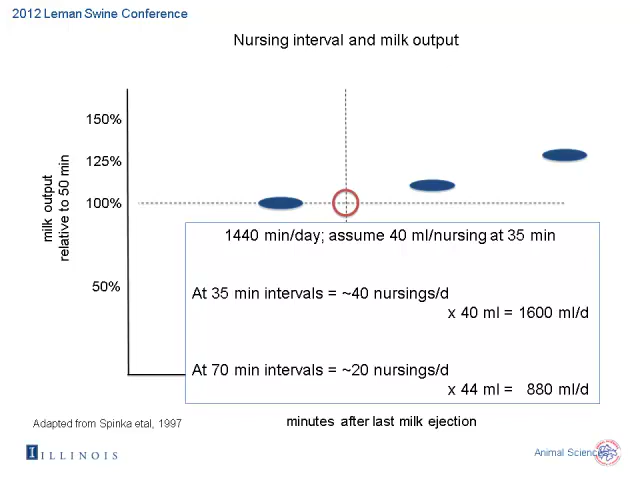 2012 Leman Swine Conference
Nursing interval and milk output
150%
125%
100%
50%
milk output
relative to 50 min
1440 min/day; assume 40 ml/nursing at 35 min
At 35 min intervals = ~40 nursings/d
x 40 ml = 1600 ml/d
At 70 min intervals = ~20 nursings/d
x 44 ml = 880 ml/d
minutes after last milk ejection
Adapted from Spinka etal, 1997
I ILLINOIS
Animal Sciences